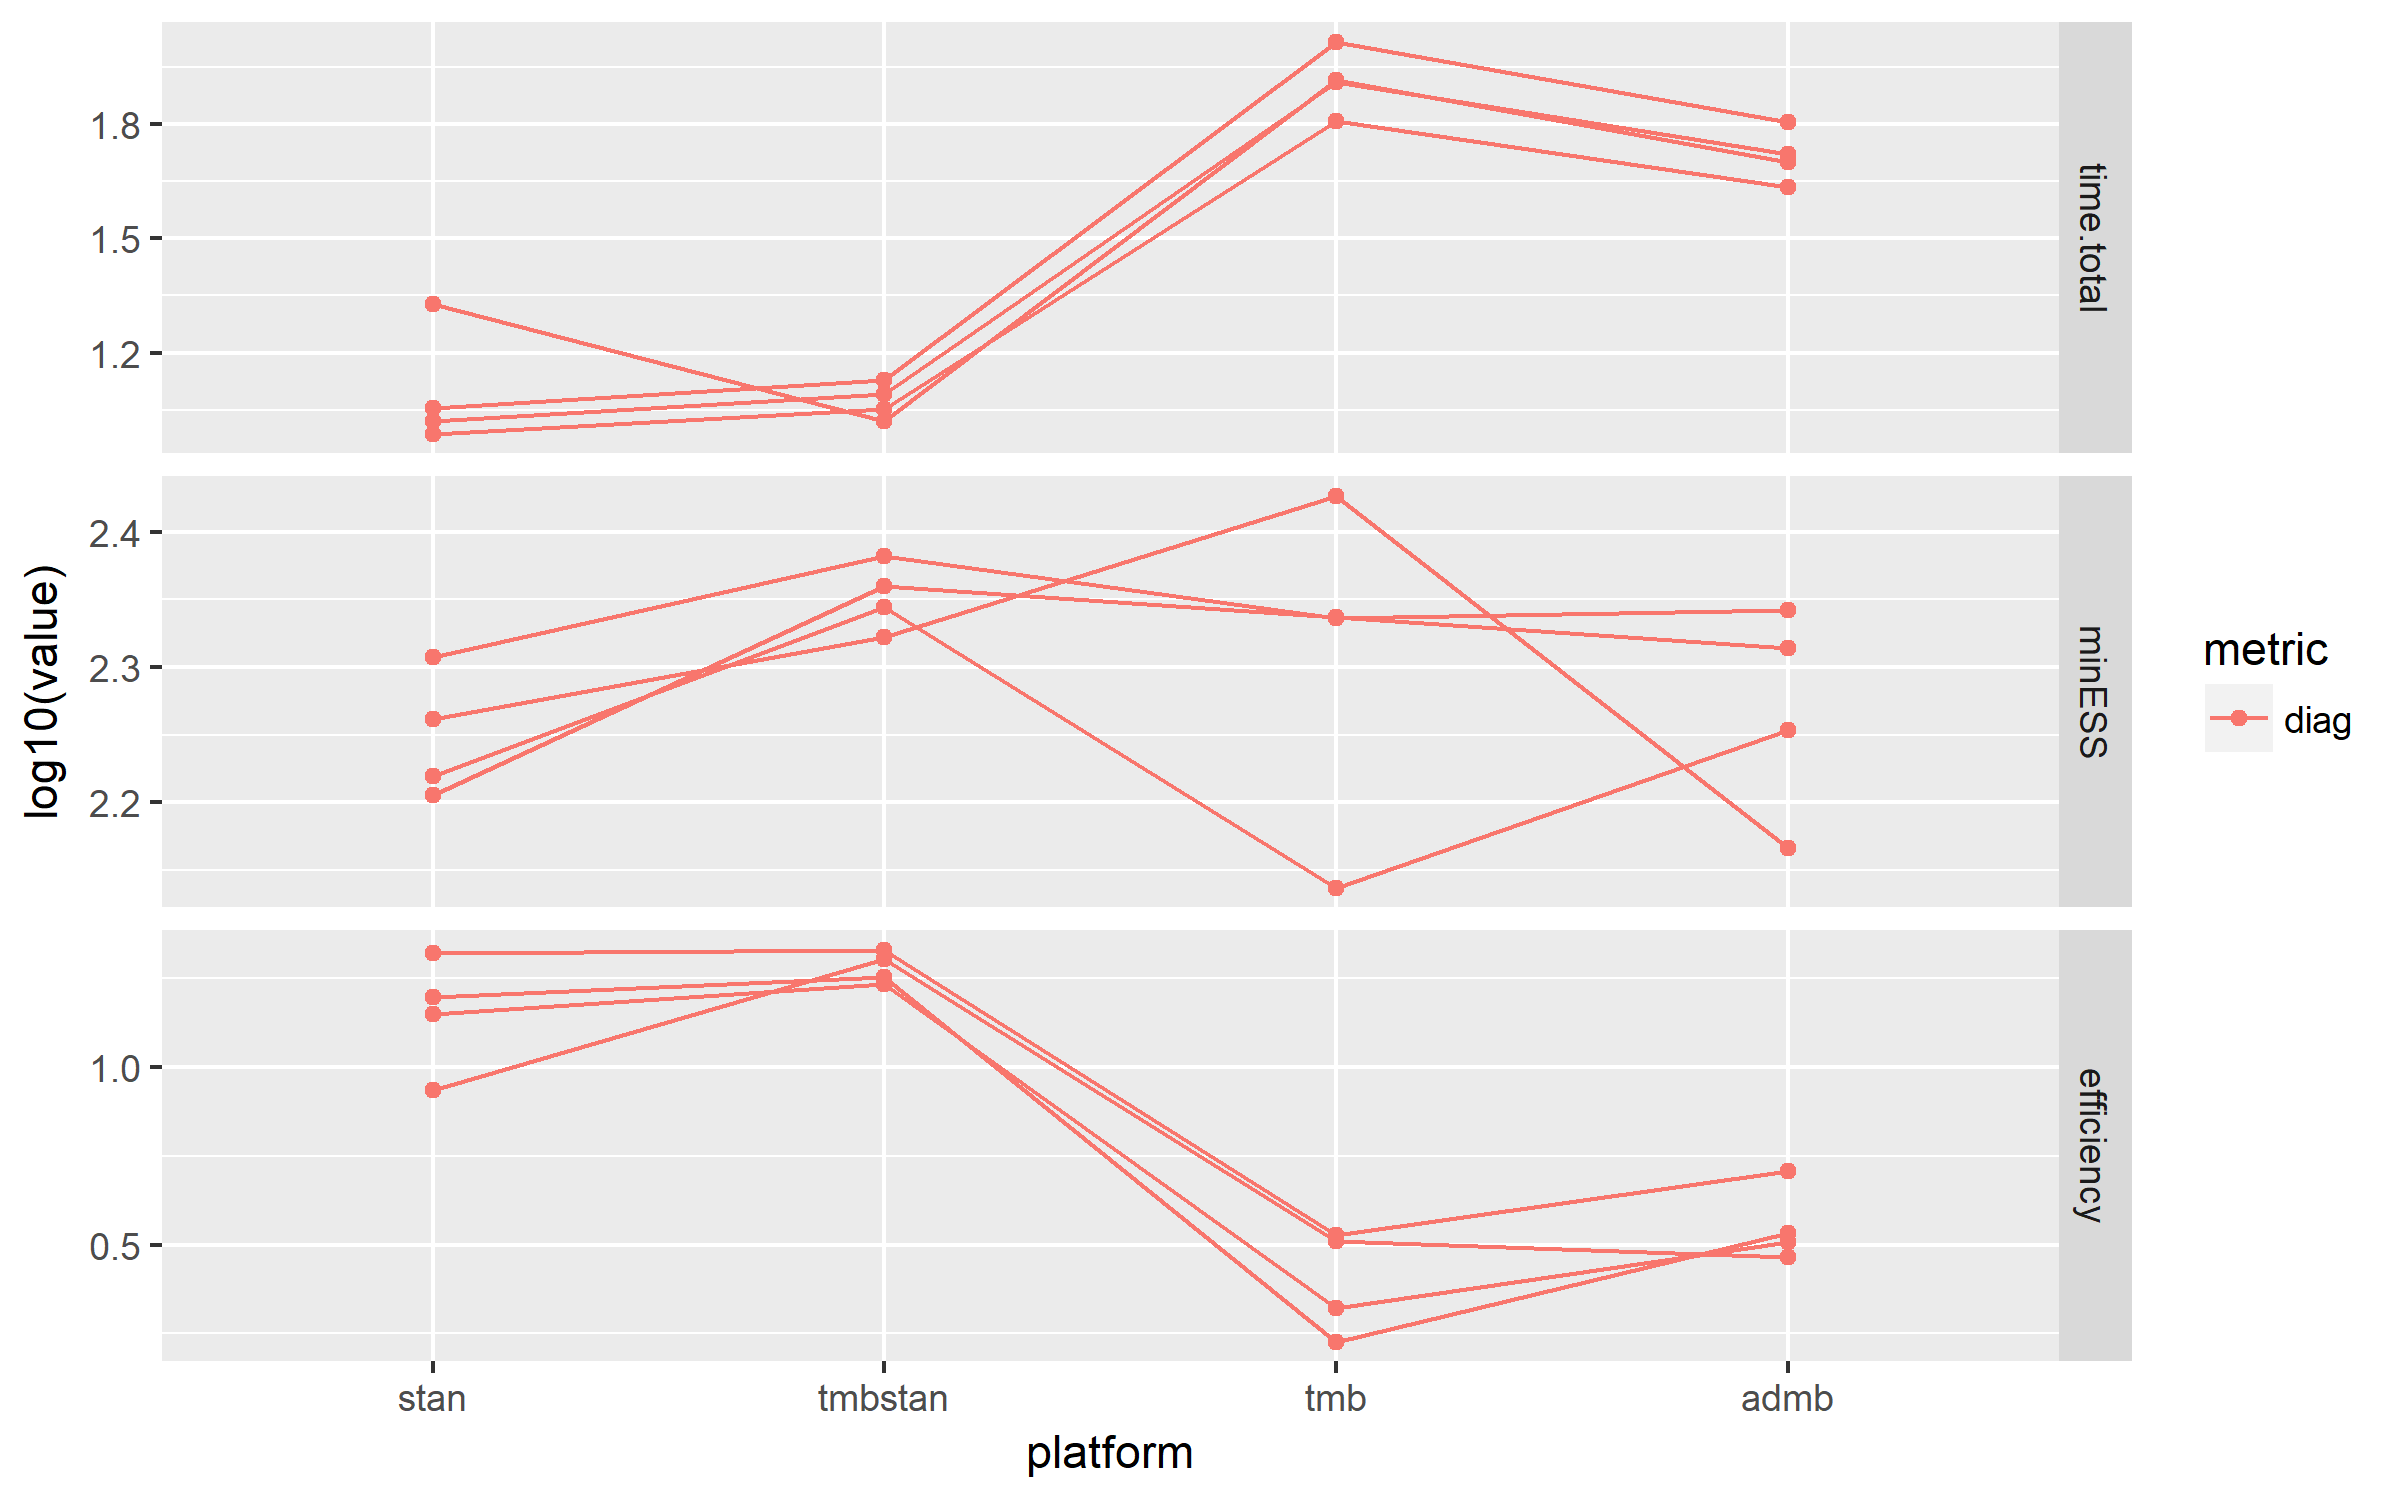 1.8
1.5
1.2
time.total
2.4
2.3
2.2
minESS
1.0
0.5
efficiency
log10(value)
stan tmbstan tmb admb
platform
metric
diag